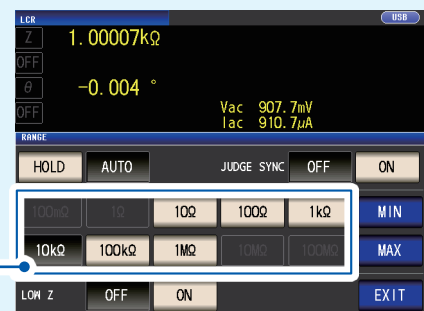 LCR USB
Z 1.00007kΩ
OFF
θ -0.004 °
OFF
Vac 907.7mV
Iac 910.7μA
RANGE
HOLD AUTO JUDGE SYNC OFF ON
100mΩ 1Ω 10Ω 100Ω 1kΩ MIN
10kΩ 100kΩ 1MΩ 10MΩ 100MΩ MAX
LOW Z OFF ON EXIT